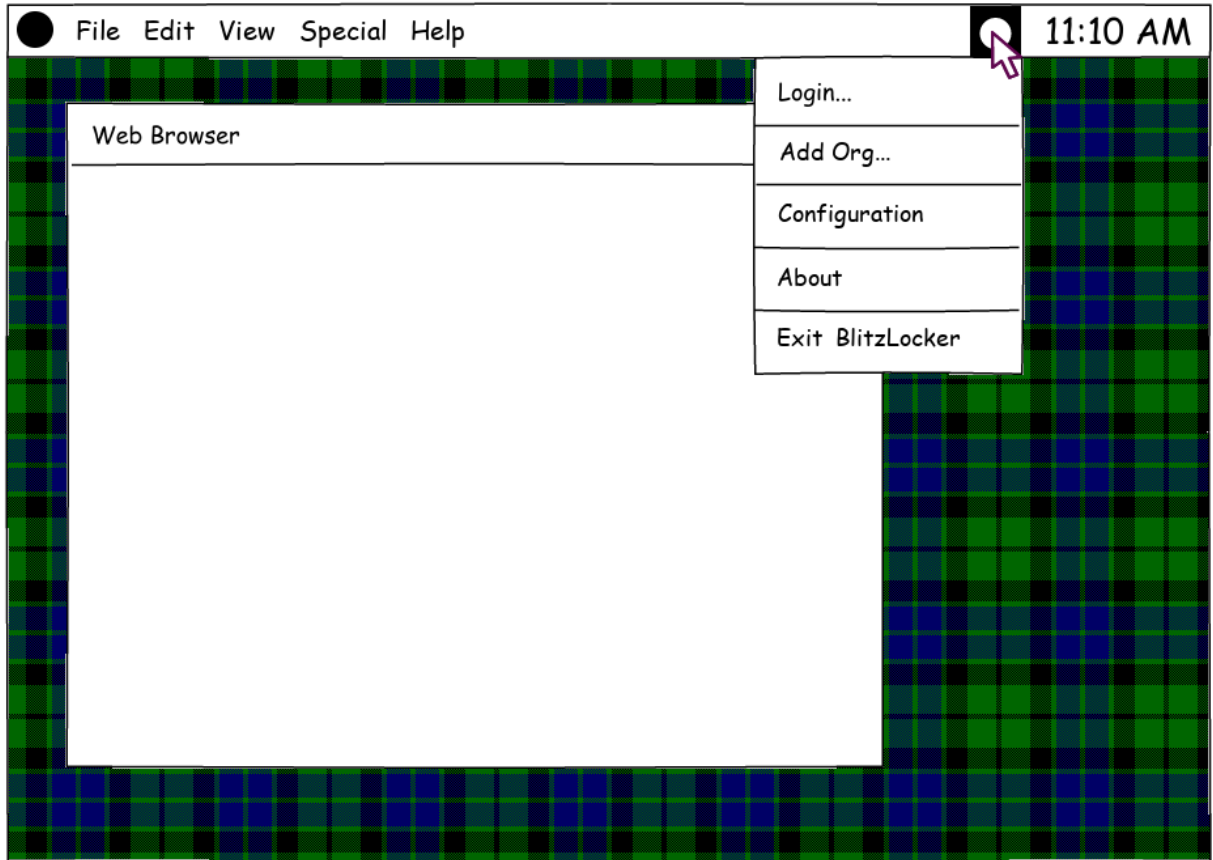 File Edit View Special Help 11:10 AM
Login...
Web Browser
Add Org...
Configuration
About
Exit BlitzLocker